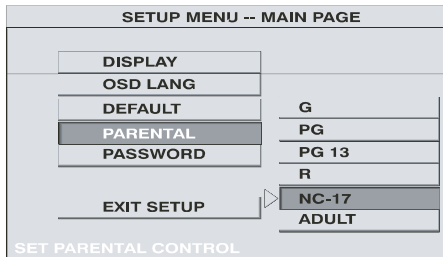 SETUP MENU -- MAIN PAGE
DISPLAY
OSD LANG
DEFAULT
PARENTAL
PASSWORD
EXIT SETUP
G
PG
PG 13
R
NC-17
ADULT
SET PARENTAL CONTROL